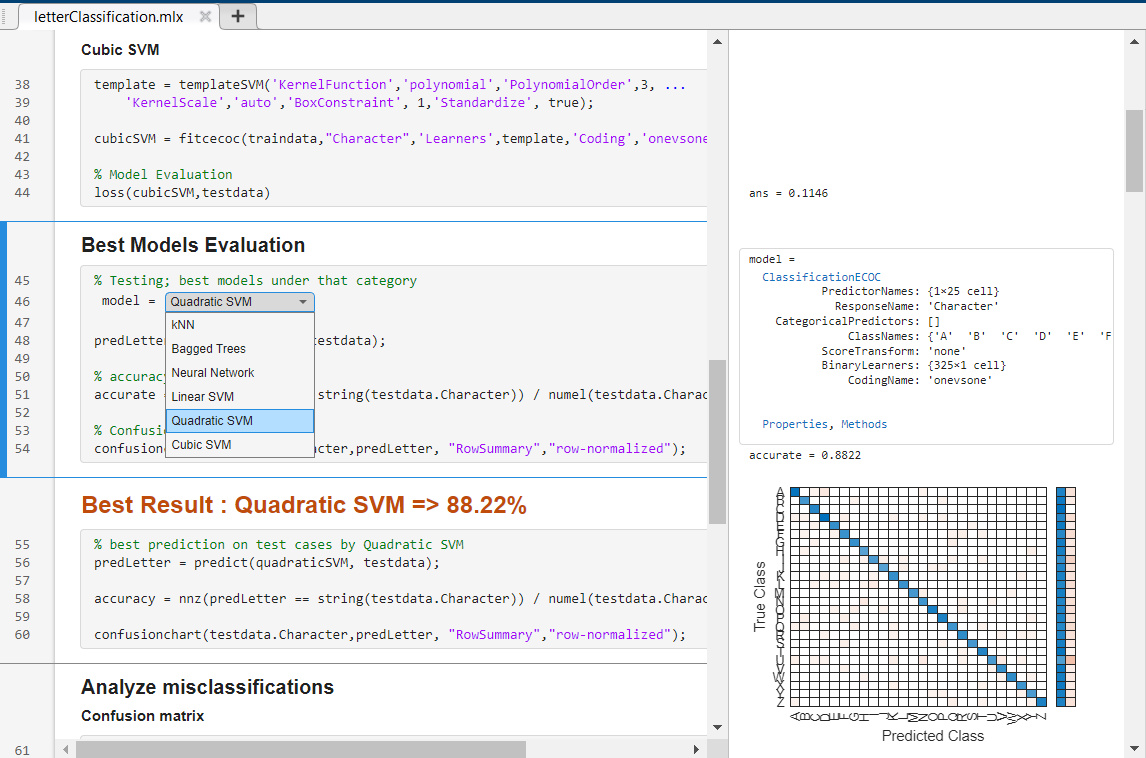 letterClassification.mlx
Cubic SVM
38 template = templateSVM('KernelFunction','polynomial','PolynomialOrder',3, ...
39 'KernelScale','auto','BoxConstraint', 1,'Standardize', true);
40
41 cubicSVM = fitcecoc(traindata,"Character",'Learners',template,'Coding','onevsone
42
43 % Model Evaluation
44 loss(cubicSVM,testdata)
Best Models Evaluation
45 % Testing; best models under that category
46 model = Quadratic SVM
kNN
Bagged Trees
Neural Network
Linear SVM
Quadratic SVM
Cubic SVM
47
48 predLetter testdata);
49
50 % accuracy
51 accurate string(testdata.Character)) / numel(testdata.Charac
52
53 % Confusi
54 confusion cter,predLetter, "RowSummary","row-normalized");
Best Result : Quadratic SVM => 88.22%
55 % best prediction on test cases by Quadratic SVM
56 predLetter = predict(quadraticSVM, testdata);
57
58 accuracy = nnz(predLetter == string(testdata.Character)) / numel(testdata.Charac
59
60 confusionchart(testdata.Character,predLetter, "RowSummary","row-normalized");
Analyze misclassifications
Confusion matrix
61
ans = 0.1146
model =
ClassificationECOC
PredictorNames: {1×25 cell}
ResponseName: 'Character'
CategoricalPredictors: []
ClassNames: {'A' 'B' 'C' 'D' 'E' 'F
ScoreTransform: 'none'
BinaryLearners: {325×1 cell}
CodingName: 'onevsone'
Properties, Methods
accurate = 0.8822
True Class
A
B
C
D
E
F
G
H
I
J
K
L
M
N
O
P
Q
R
S
T
U
V
W
X
Y
Z
A B C D E F G H I J K L M N O P Q R S T U V W X Y Z
Predicted Class